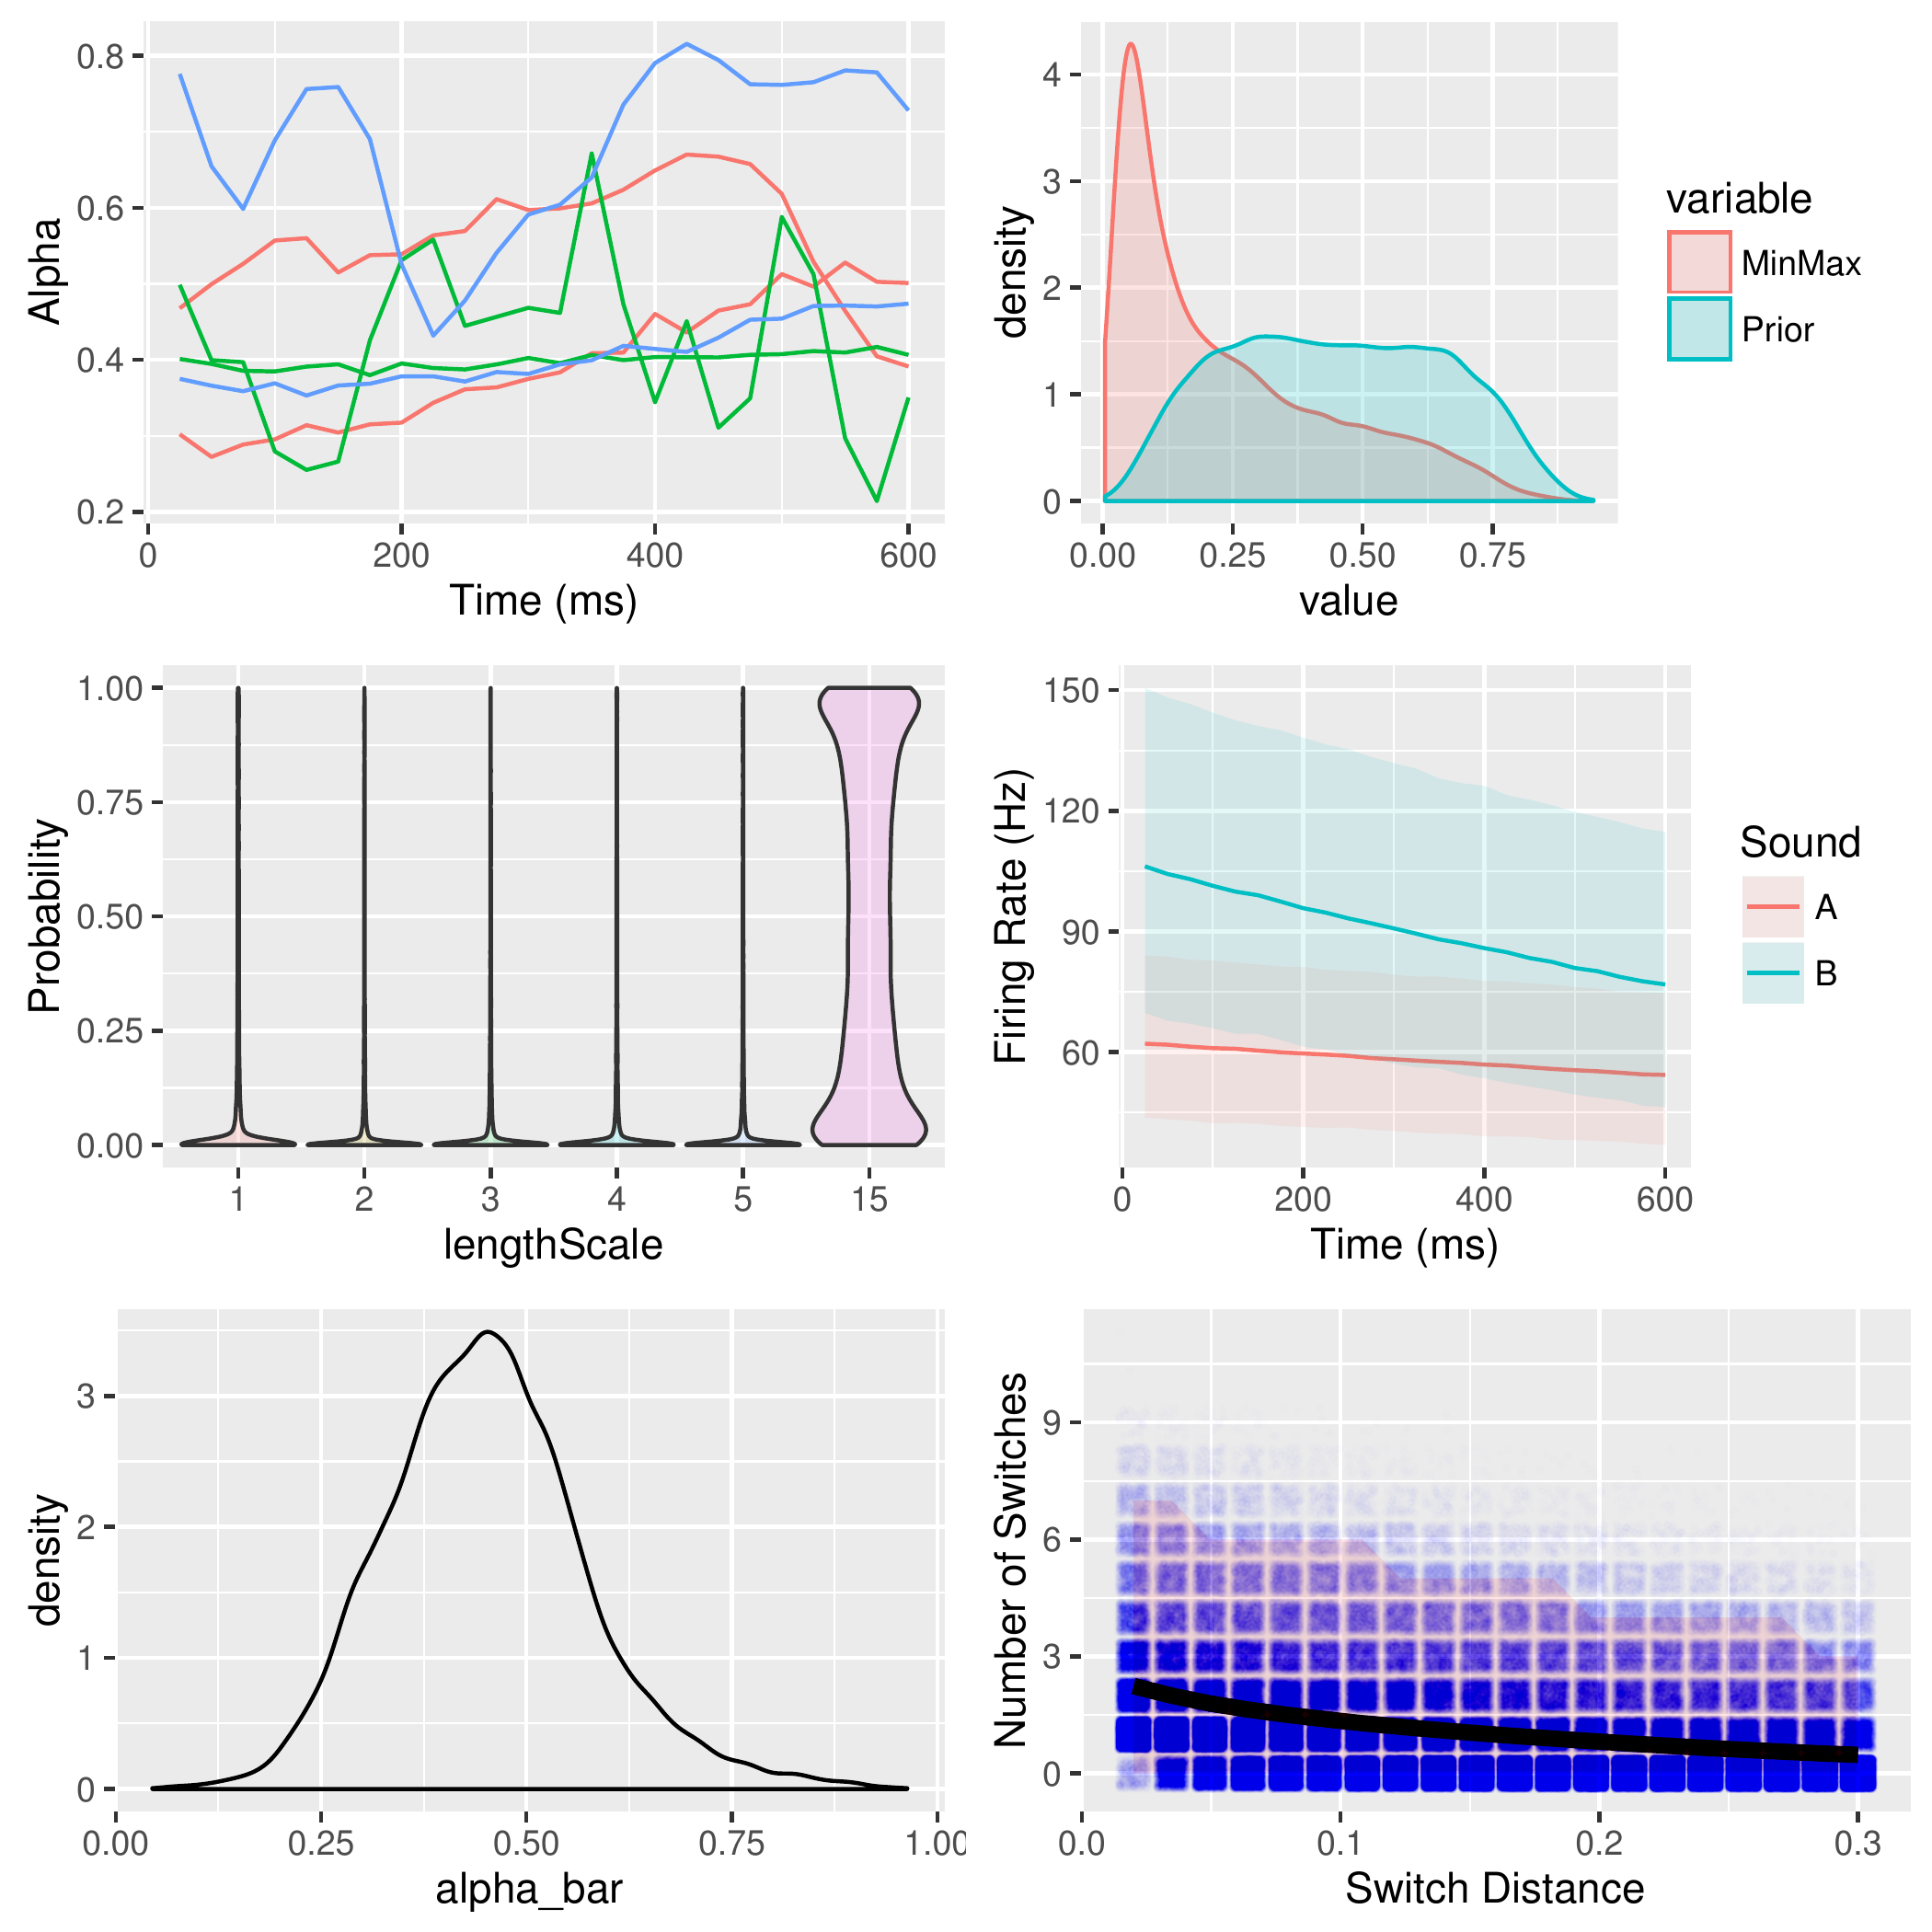 Alpha
0.8
0.6
0.4
0.2
0 200 400 600
Time (ms)
density
4
3
2
1
0
0.00 0.25 0.50 0.75
value
variable
MinMax
Prior
Probability
1.00
0.75
0.50
0.25
0.00
1 2 3 4 5 15
lengthScale
Firing Rate (Hz)
150
120
90
60
0 200 400 600
Time (ms)
Sound
A
B
density
3
2
1
0
0.00 0.25 0.50 0.75 1.00
alpha_bar
Number of Switches
9
6
3
0
0.0 0.1 0.2 0.3
Switch Distance